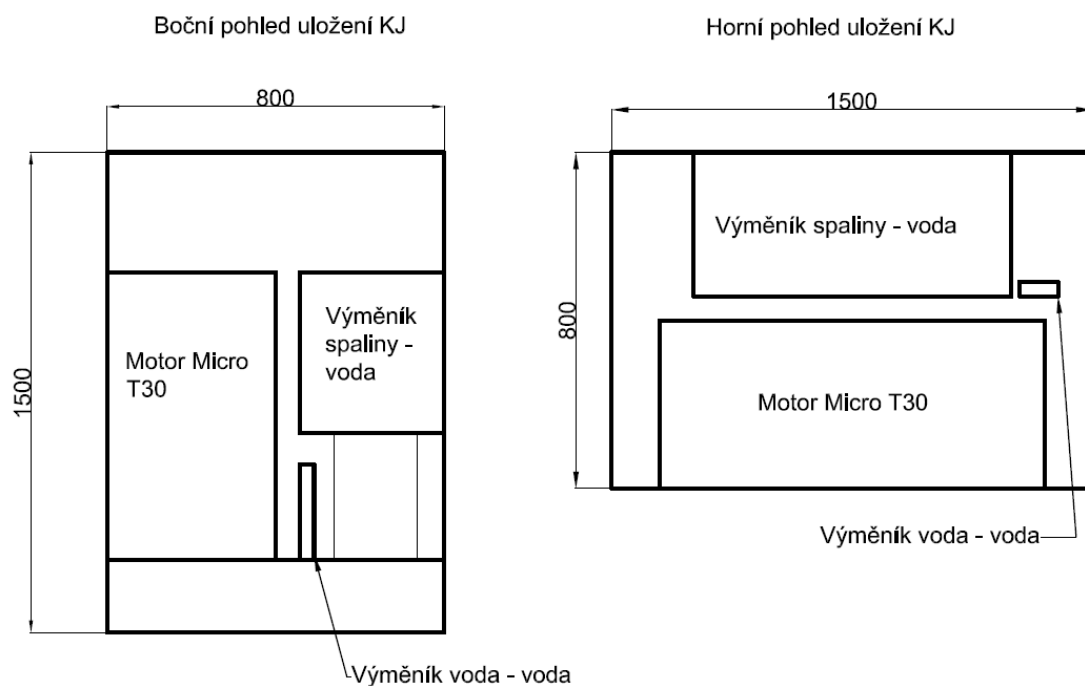 Boční pohled uložení KJ
800
1500
Motor Micro
T30
Výměník
spaliny -
voda
Výměník voda - voda
Horní pohled uložení KJ
1500
800
Výměník spaliny - voda
Motor Micro T30
Výměník voda - voda